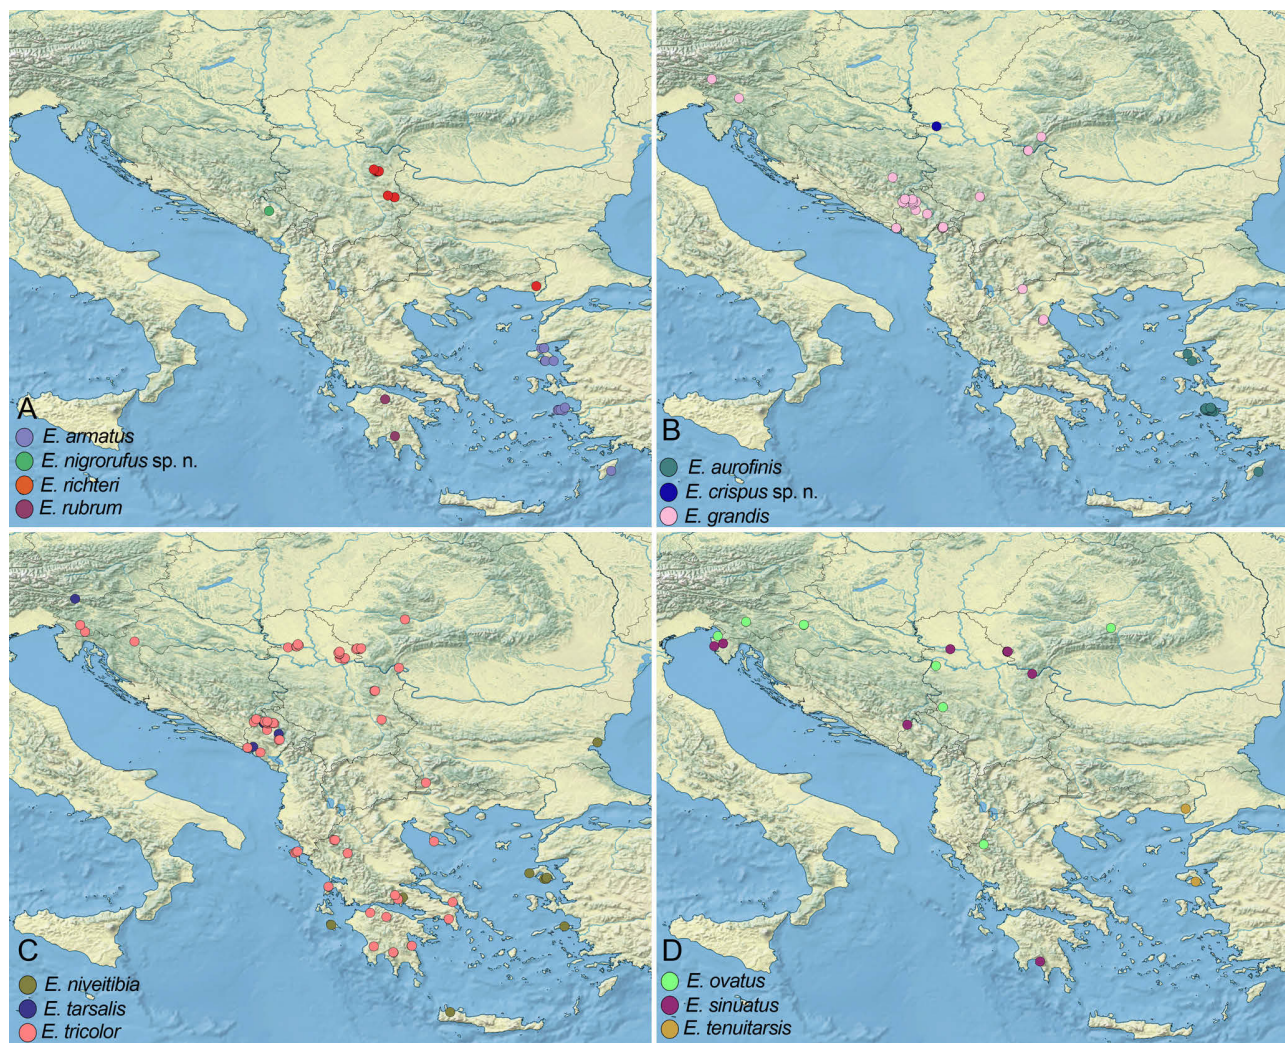 A
E. armatus
E. nigrorufus sp. n.
E. richteri
E. rubrum
B
E. aurofinis
E. crispus sp. n.
E. grandis
C
E. niveitibia
E. tarsalis
E. tricolor
D
E. ovatus
E. sinuatus
E. tenuitarsis